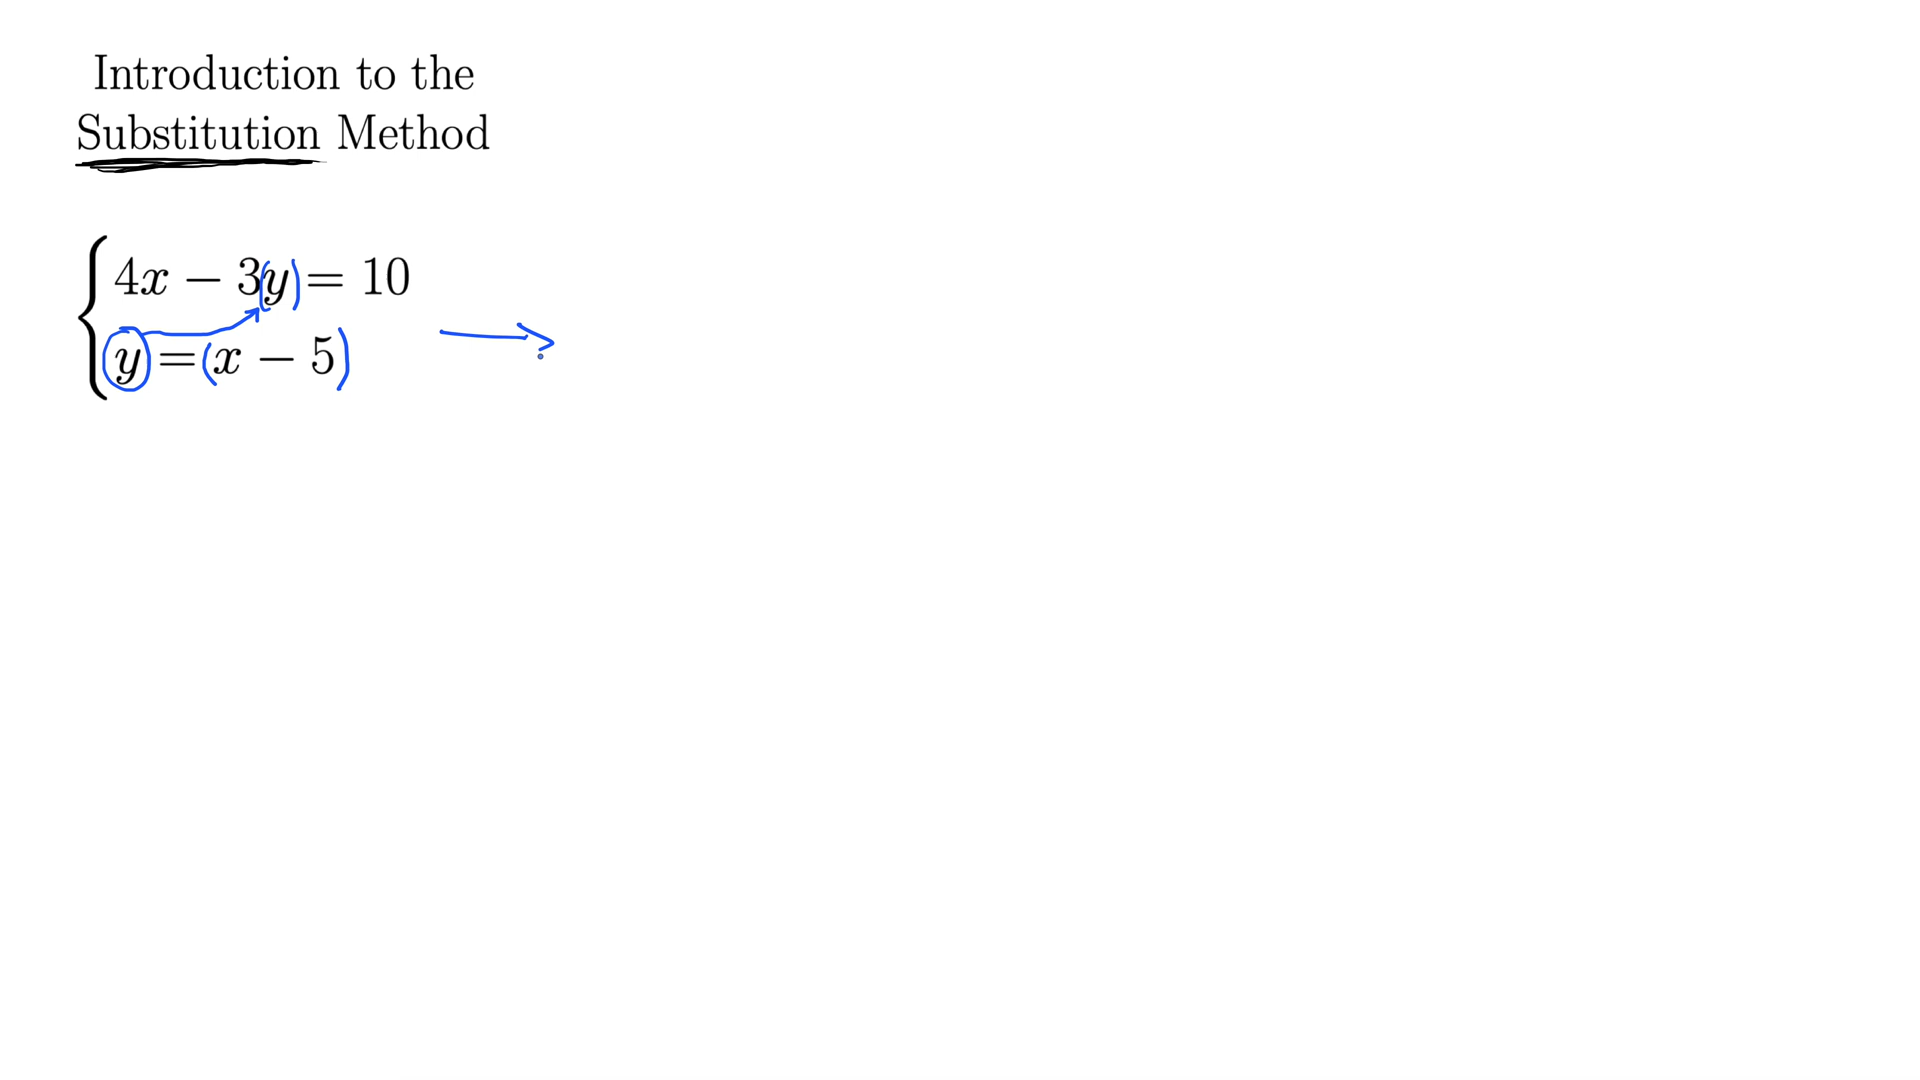 Introduction to the
Substitution Method
4x − 3(y) = 10
y = (x − 5)